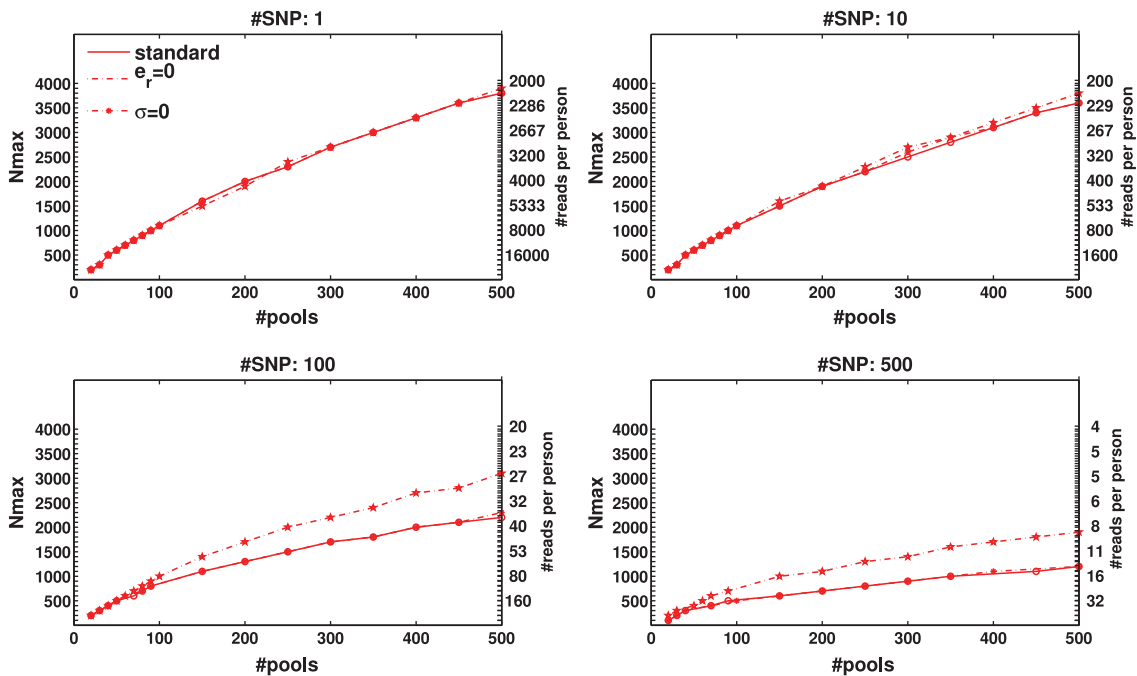 #SNP: 1
standard
e_r=0
σ=0
Nmax
4000
3500
3000
2500
2000
1500
1000
500
2000
2286
2667
3200
4000
5333
8000
16000
#reads per person
0 100 200 300 400 500
#pools
#SNP: 10
Nmax
4000
3500
3000
2500
2000
1500
1000
500
200
229
267
320
400
533
800
1600
#reads per person
0 100 200 300 400 500
#pools
#SNP: 100
Nmax
4000
3500
3000
2500
2000
1500
1000
500
20
23
27
32
40
53
80
160
#reads per person
0 100 200 300 400 500
#pools
#SNP: 500
Nmax
4000
3500
3000
2500
2000
1500
1000
500
4
5
5
6
8
11
16
32
#reads per person
0 100 200 300 400 500
#pools